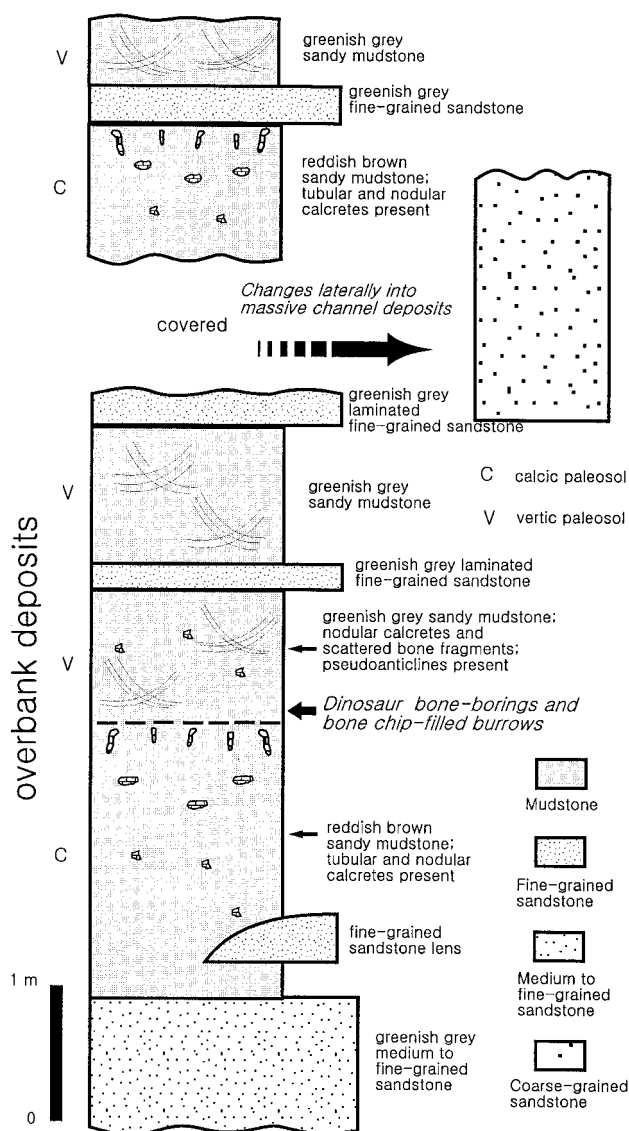 V
greenish grey
sandy mudstone
greenish grey
fine-grained sandstone
C
reddish brown
sandy mudstone;
tubular and nodular
calcretes present
covered
Changes laterally into
massive channel deposits
greenish grey
laminated
fine-grained sandstone
V
greenish grey
sandy mudstone
C calcic paleosol
V vertic paleosol
greenish grey laminated
fine-grained sandstone
overbank deposits
V
greenish grey sandy mudstone;
nodular calcretes and
scattered bone fragments;
pseudoanticlines present
Dinosaur bone-borings and
bone chip-filled burrows
C
reddish brown
sandy mudstone;
tubular and nodular
calcretes present
fine-grained
sandstone lens
1 m
0
greenish grey
medium to
fine-grained
sandstone
Mudstone
Fine-grained
sandstone
Medium to
fine-grained
sandstone
Coarse-grained
sandstone